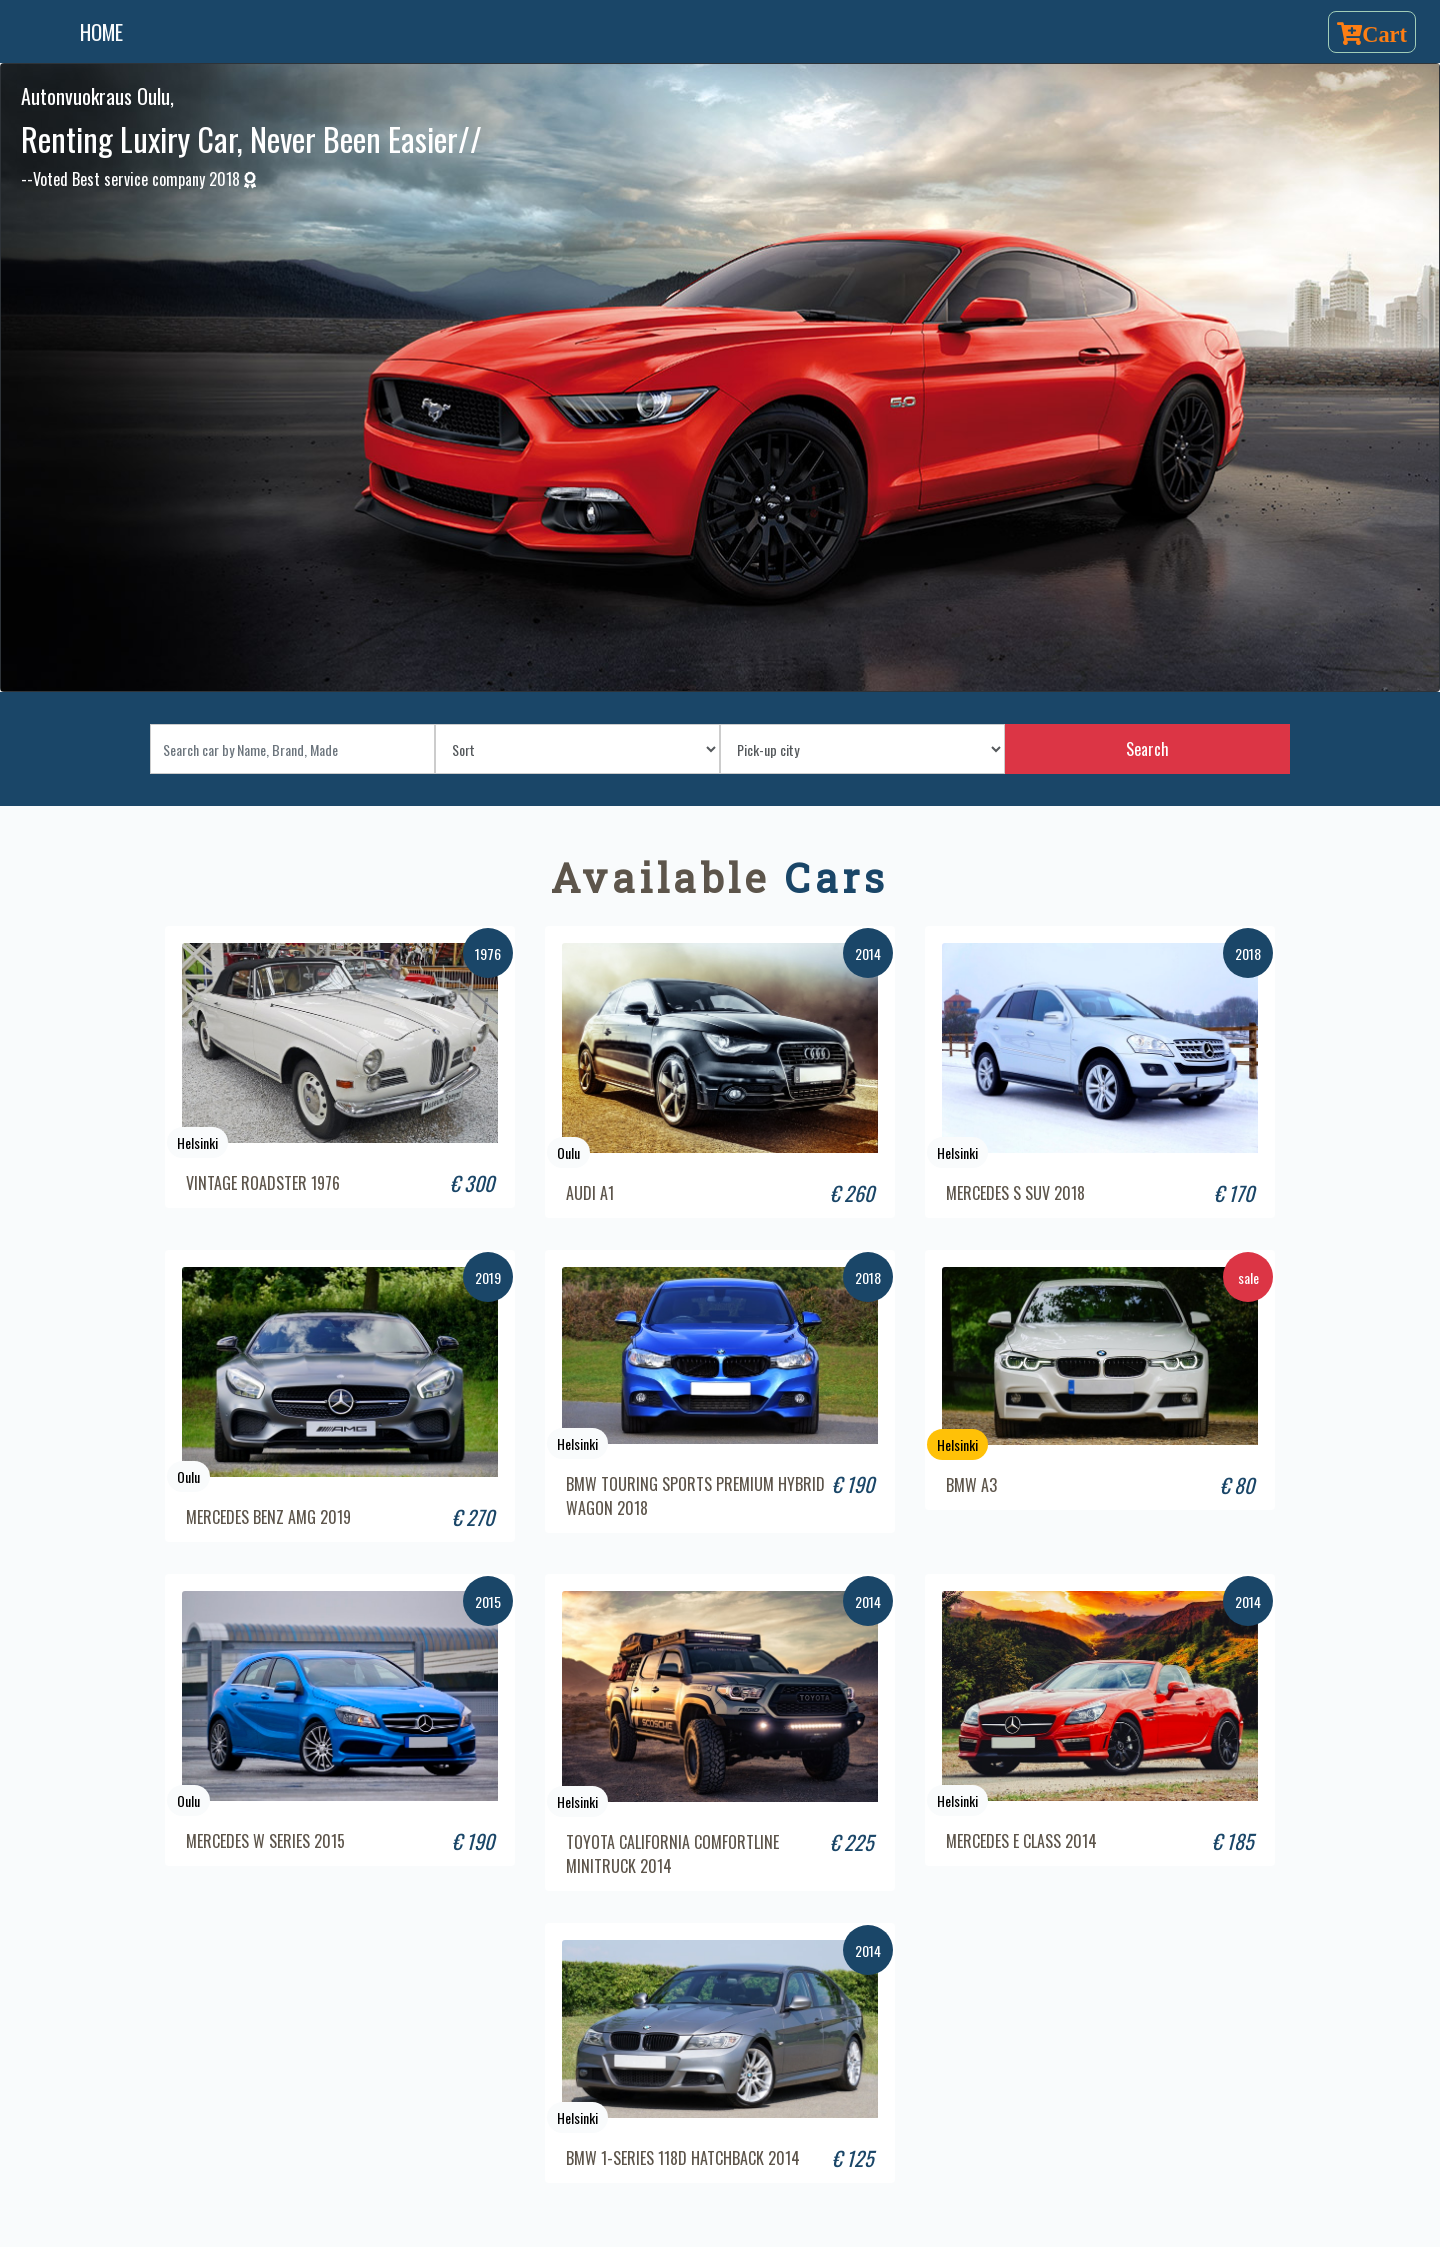 HOME
Cart
Autonvuokraus Oulu,
Renting Luxiry Car, Never Been Easier//
--Voted Best service company 2018
5.0
Search car by Name, Brand, Made
Sort
Pick-up city
Search
Available Cars
1976
Helsinki
VINTAGE ROADSTER 1976
€ 300
2014
Oulu
AUDI A1
€ 260
2018
Helsinki
MERCEDES S SUV 2018
€ 170
2019
AMG
Oulu
MERCEDES BENZ AMG 2019
€ 270
2018
Helsinki
BMW TOURING SPORTS PREMIUM HYBRID
WAGON 2018
€ 190
sale
Helsinki
BMW A3
€ 80
2015
Oulu
MERCEDES W SERIES 2015
€ 190
2014
TOYOTA
SCOSCHE
Helsinki
TOYOTA CALIFORNIA COMFORTLINE
MINITRUCK 2014
€ 225
2014
Helsinki
MERCEDES E CLASS 2014
€ 185
2014
Helsinki
BMW 1-SERIES 118D HATCHBACK 2014
€ 125